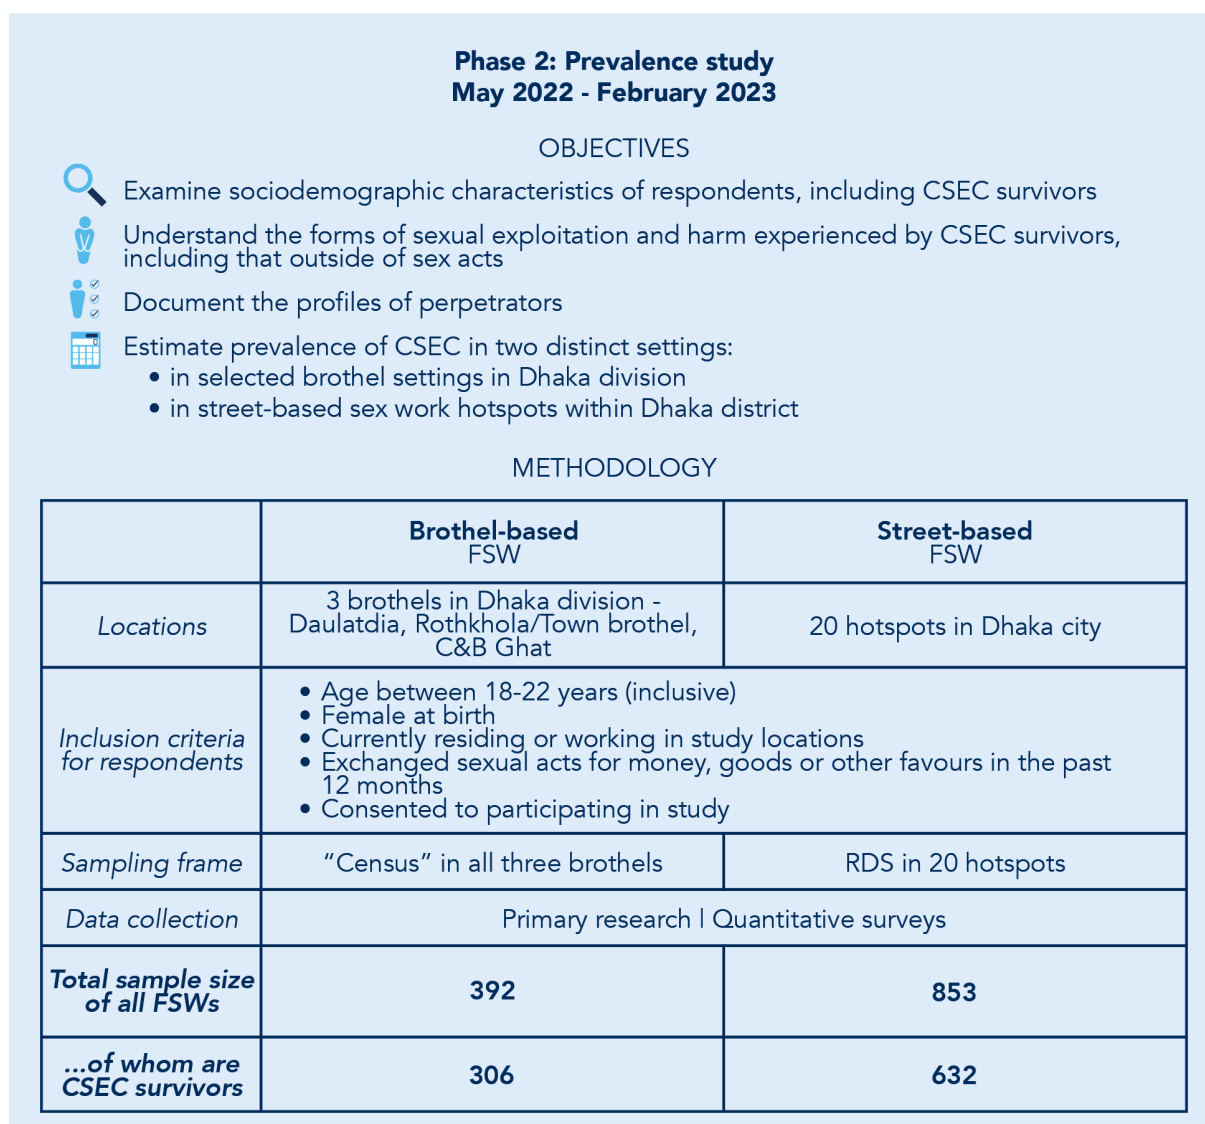 Phase 2: Prevalence study
May 2022 - February 2023
OBJECTIVES
Examine sociodemographic characteristics of respondents, including CSEC survivors
Understand the forms of sexual exploitation and harm experienced by CSEC survivors,
including that outside of sex acts
Document the profiles of perpetrators
Estimate prevalence of CSEC in two distinct settings:
• in selected brothel settings in Dhaka division
• in street-based sex work hotspots within Dhaka district
METHODOLOGY
Brothel-based
FSW
Street-based
FSW
Locations
3 brothels in Dhaka division -
Daulatdia, Rothkhola/Town brothel,
C&B Ghat
20 hotspots in Dhaka city
Inclusion criteria
for respondents
• Age between 18-22 years (inclusive)
• Female at birth
• Currently residing or working in study locations
• Exchanged sexual acts for money, goods or other favours in the past
12 months
• Consented to participating in study
Sampling frame
“Census” in all three brothels
RDS in 20 hotspots
Data collection
Primary research | Quantitative surveys
Total sample size
of all FSWs
392
853
...of whom are
CSEC survivors
306
632